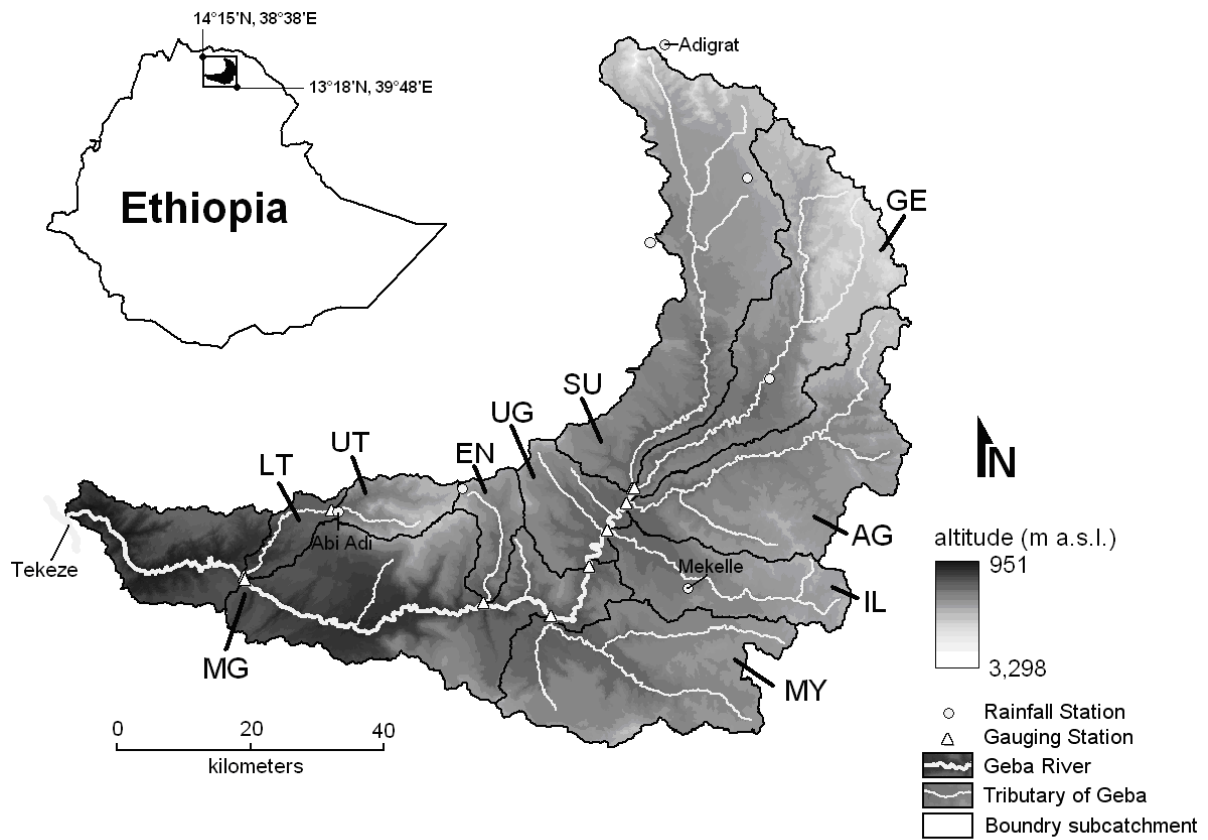 14°15'N, 38°38'E
13°18'N, 39°48'E
Ethiopia
Adigrat
GE
SU
UG
EN
UT
LT
Abi Adi
Tekeze
Mekelle
AG
IL
MG
MY
N
altitude (m a.s.l.)
951
3,298
0 20 40
kilometers
Rainfall Station
Gauging Station
Geba River
Tributary of Geba
Boundry subcatchment